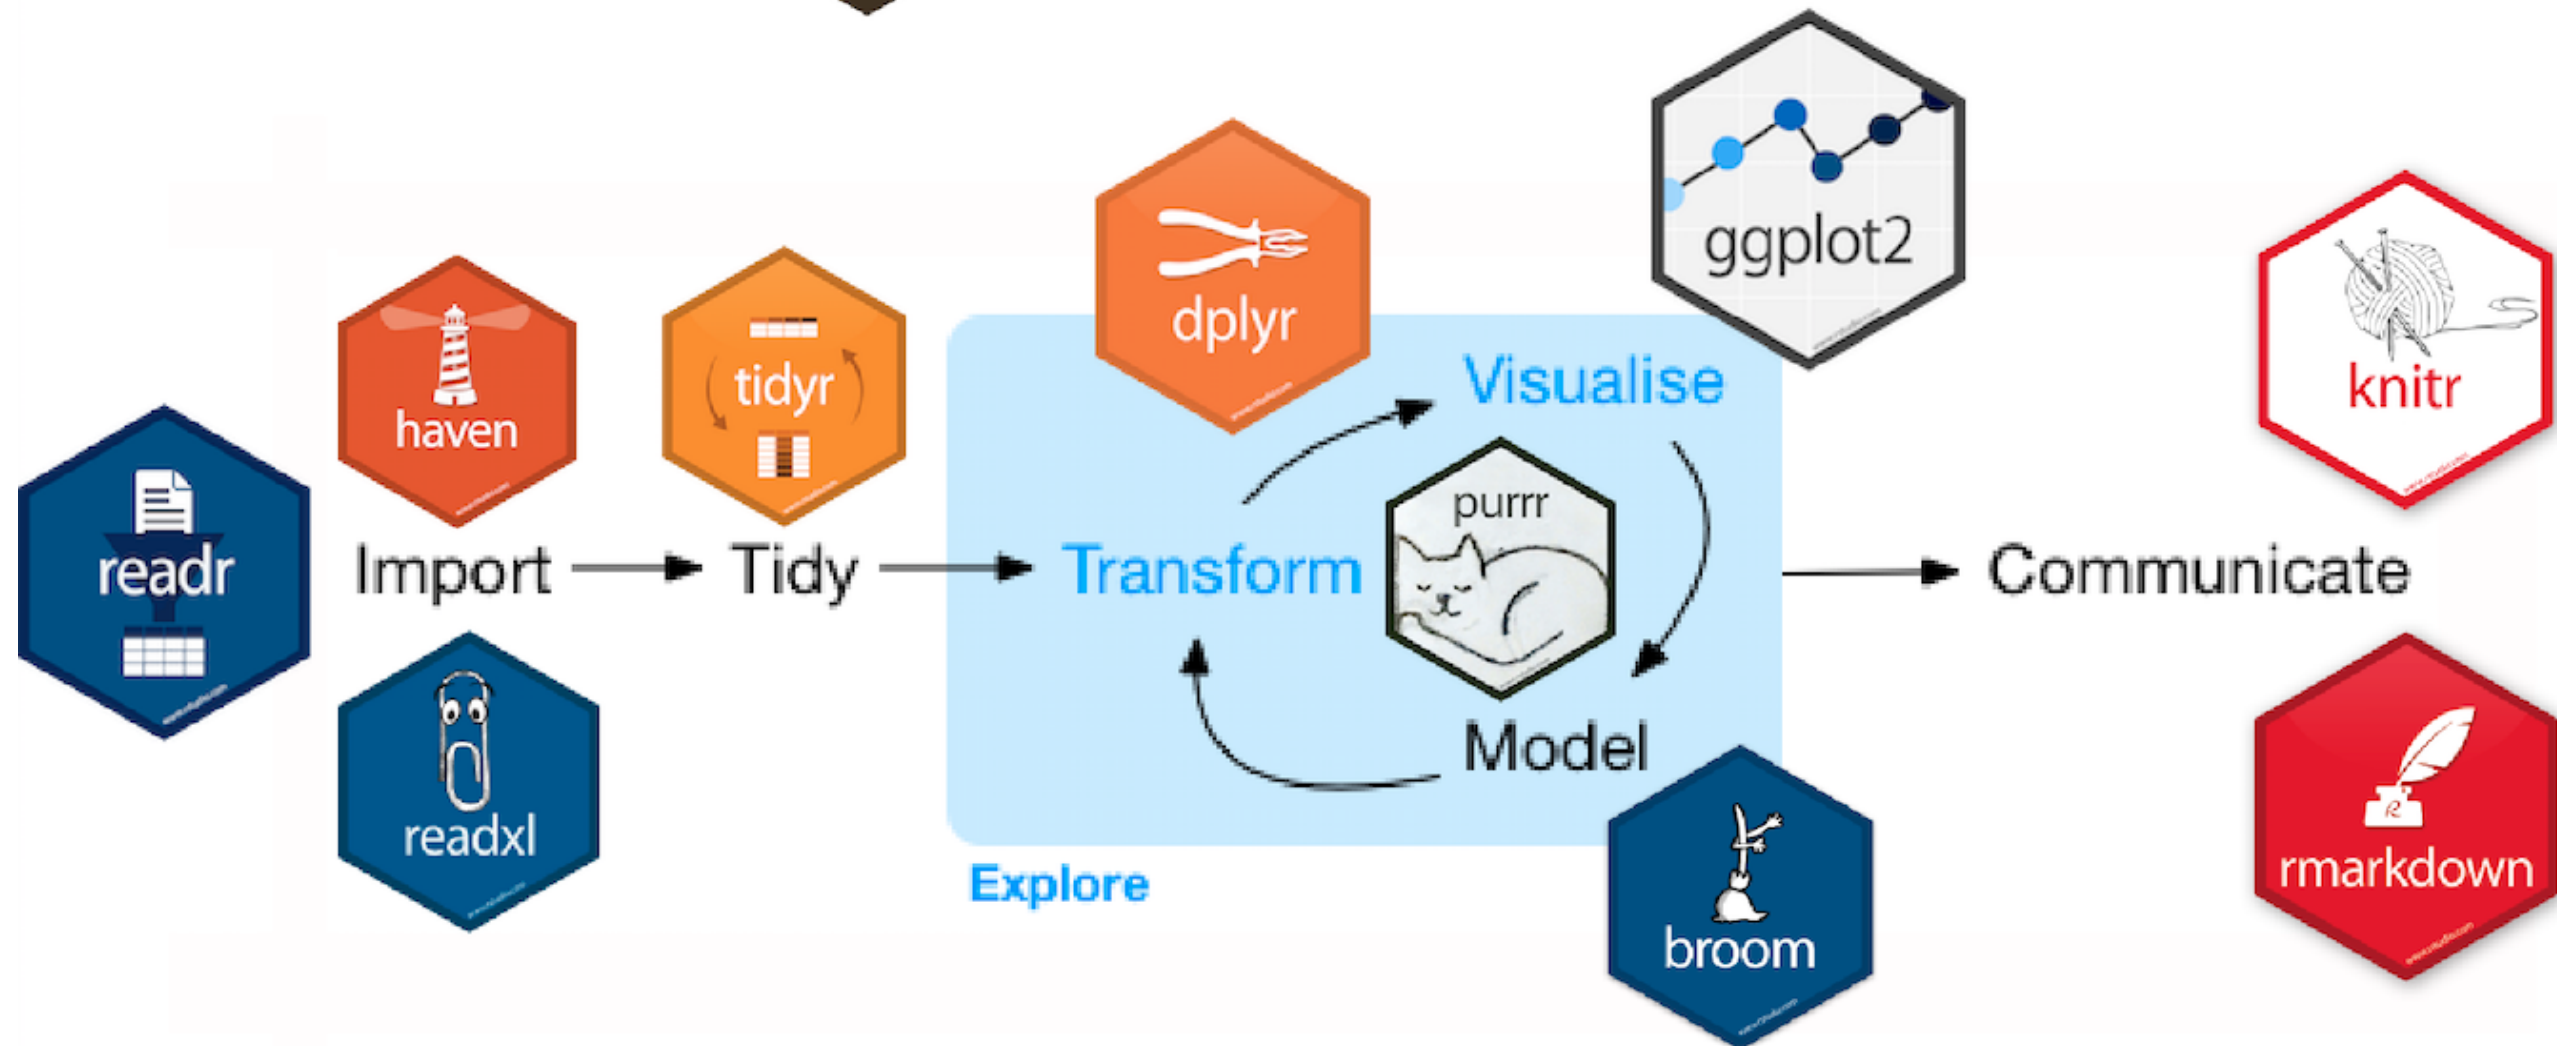 ggplot2
dplyr
haven
tidyr
knitr
readr
Import
Tidy
Transform
Visualise
purrr
Model
Communicate
readxl
Explore
broom
rmarkdown